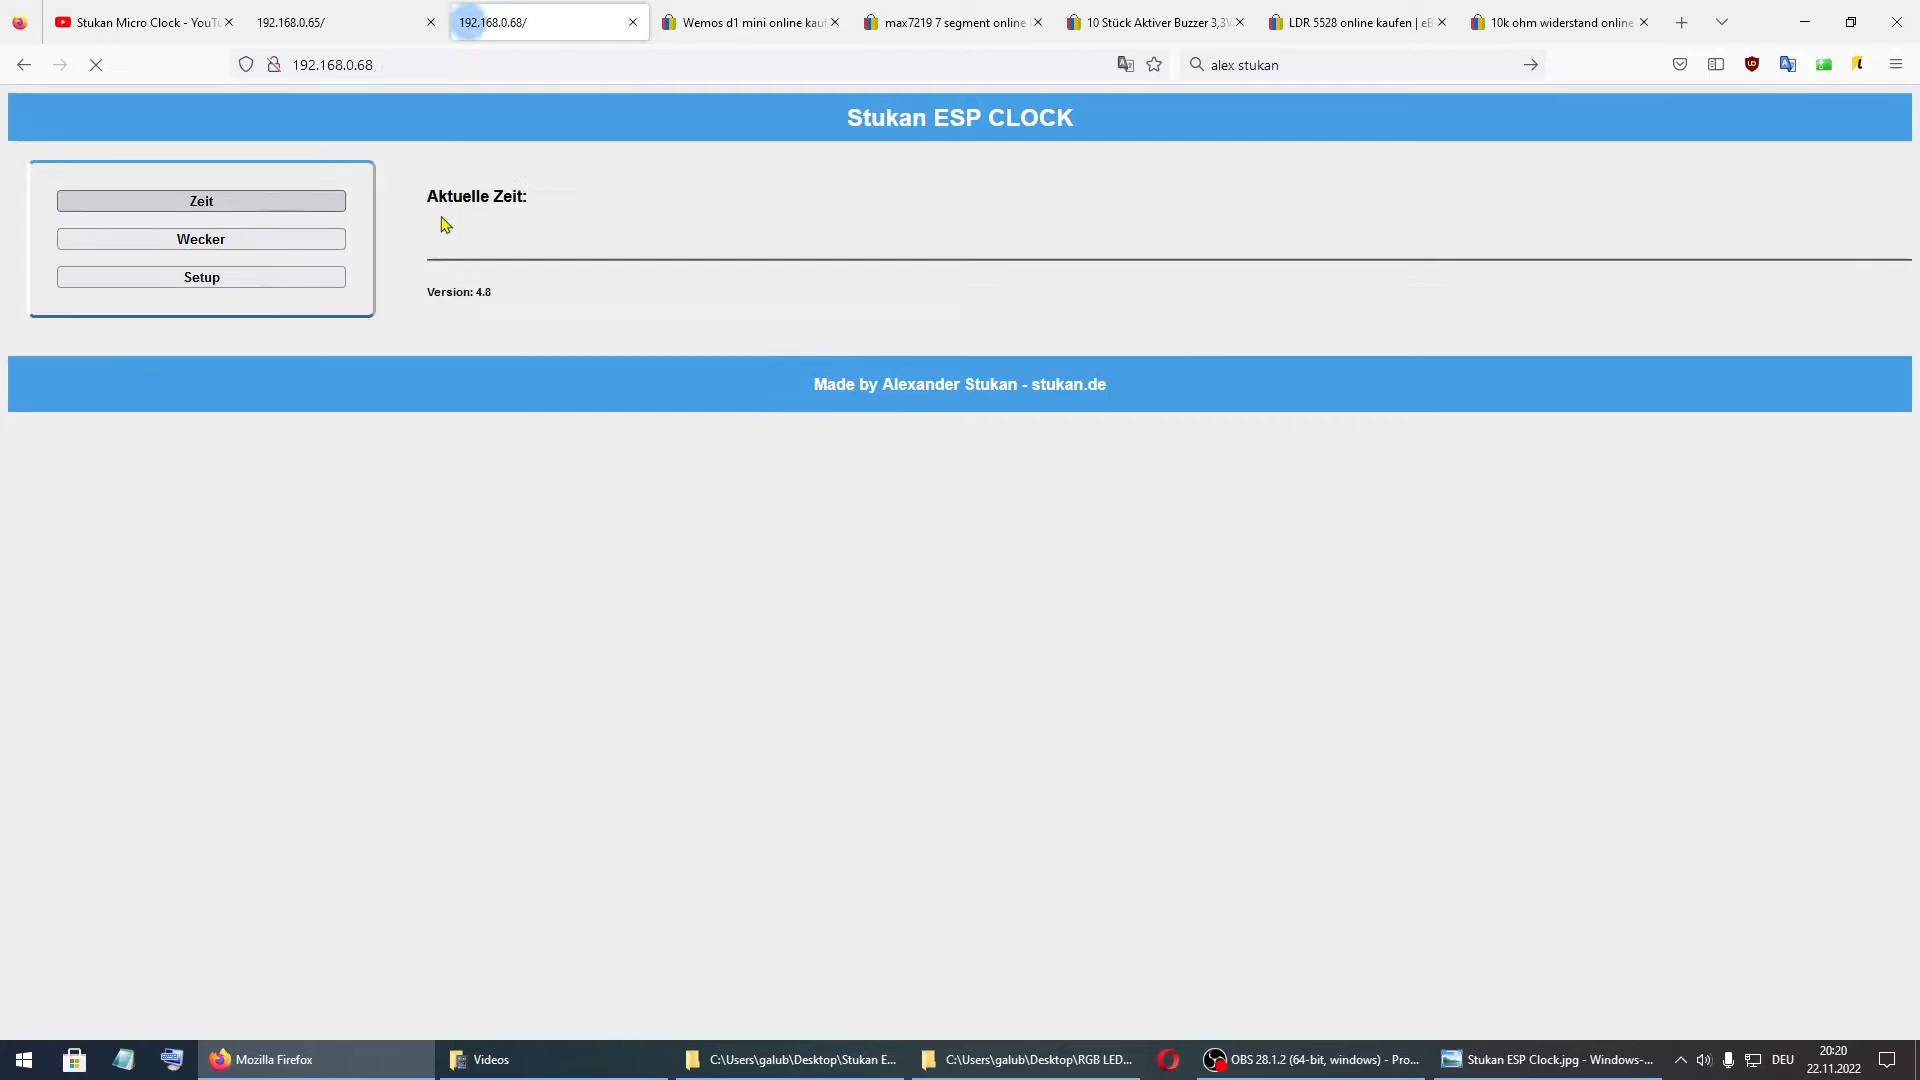 Stukan Micro Clock - YouTu
192.168.0.65/
192.168.0.68/
Wemos d1 mini online kauf
max7219 7 segment online
10 Stück Aktiver Buzzer 3,3V
LDR 5528 online kaufen | eB
10k ohm widerstand online
192.168.0.68
alex stukan
Stukan ESP CLOCK
Zeit
Wecker
Setup
Aktuelle Zeit:
Version: 4.8
Made by Alexander Stukan - stukan.de
Mozilla Firefox
Videos
C:\Users\galub\Desktop\Stukan E...
C:\Users\galub\Desktop\RGB LED...
OBS 28.1.2 (64-bit, windows) - Pro...
Stukan ESP Clock.jpg - Windows-...
DEU
20:20
22.11.2022